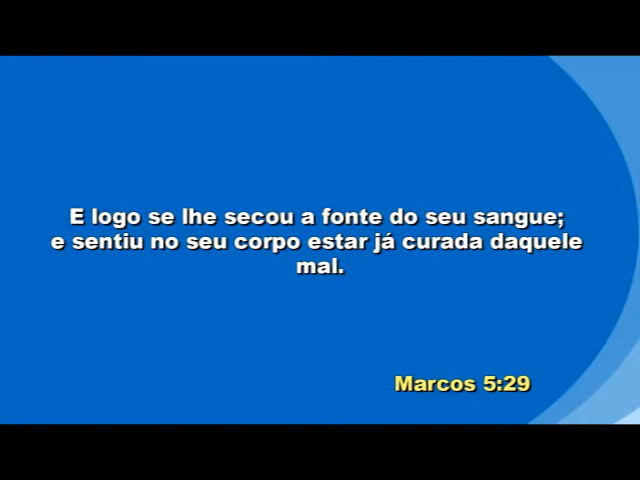 E logo se lhe secou a fonte do seu sangue;
e sentiu no seu corpo estar já curada daquele
mal.
Marcos 5:29